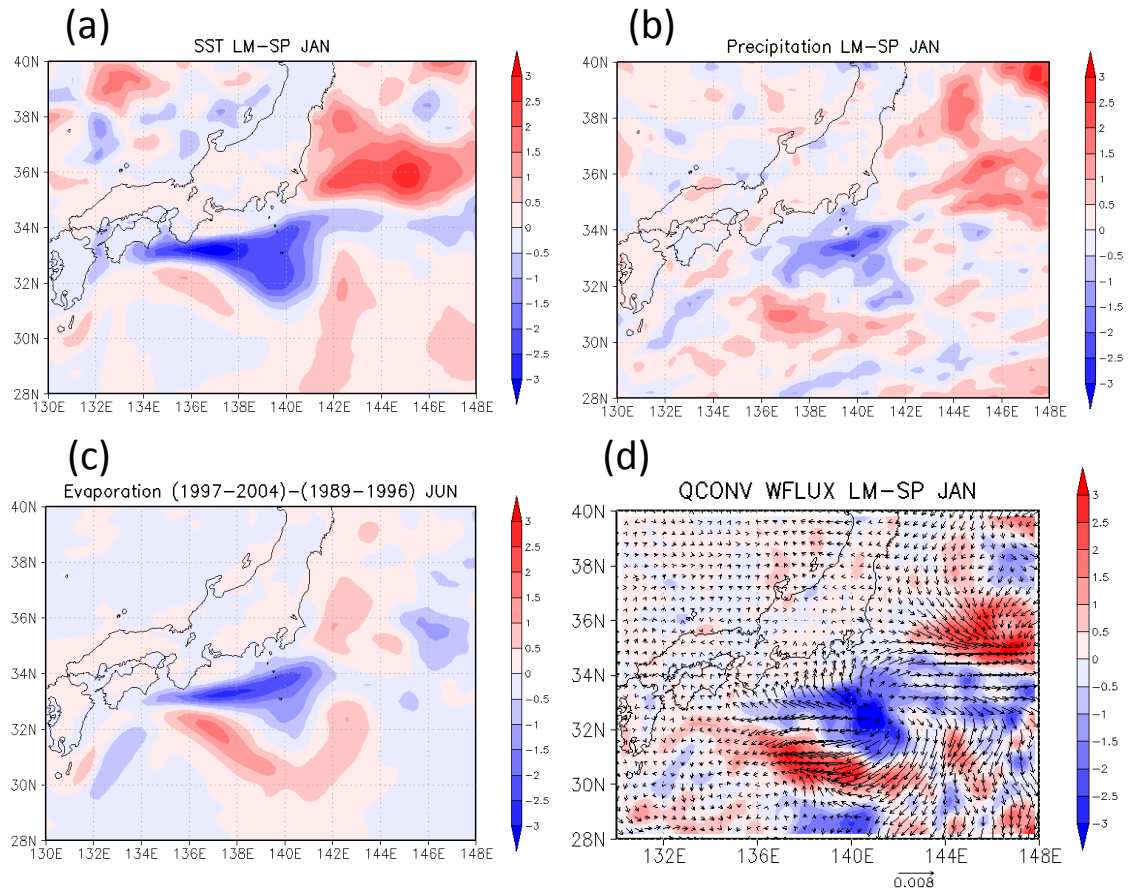 (a)
SST LM-SP JAN
40N
38N
36N
34N
32N
30N
28N
130E 132E 134E 136E 138E 140E 142E 144E 146E 148E
3
2.5
2
1.5
1
0.5
0
-0.5
-1
-1.5
-2
-2.5
-3
(b)
Precipitation LM-SP JAN
40N
38N
36N
34N
32N
30N
28N
130E 132E 134E 136E 138E 140E 142E 144E 146E 148E
3
2.5
2
1.5
1
0.5
0
-0.5
-1
-1.5
-2
-2.5
-3
(c)
Evaporation (1997-2004)-(1989-1996) JUN
40N
38N
36N
34N
32N
30N
28N
130E 132E 134E 136E 138E 140E 142E 144E 146E 148E
3
2.5
2
1.5
1
0.5
0
-0.5
-1
-1.5
-2
-2.5
-3
(d)
QCONV WFLUX LM-SP JAN
40N
38N
36N
34N
32N
30N
28N
132E 136E 140E 144E 148E
0.008
3
2.5
2
1.5
1
0.5
0
-0.5
-1
-1.5
-2
-2.5
-3